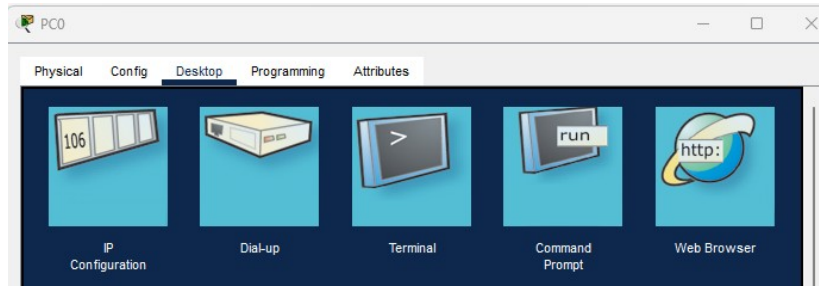 PC0
Physical Config Desktop Programming Attributes
106
>
run
http:
IP
Configuration
Dial-up
Terminal
Command
Prompt
Web Browser